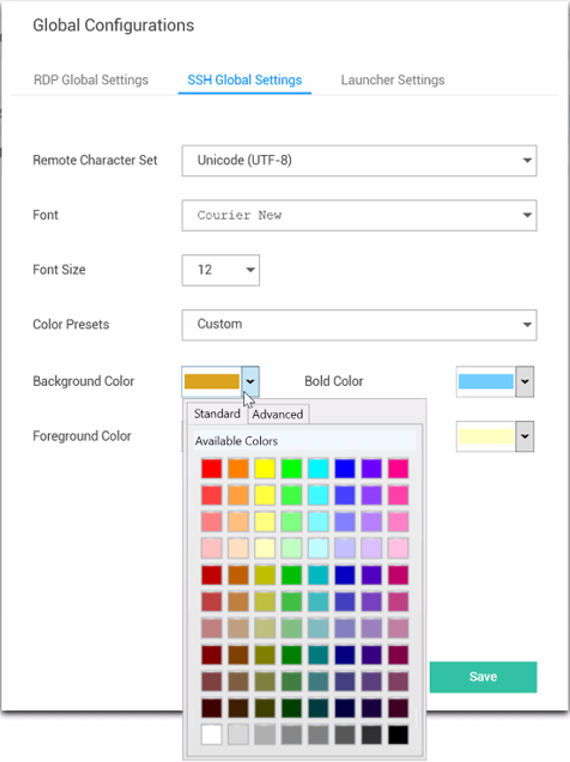 Global Configurations
RDP Global Settings
SSH Global Settings
Launcher Settings
Remote Character Set
Unicode (UTF-8)
Font
Courier New
Font Size
12
Color Presets
Custom
Background Color
Bold Color
Standard
Advanced
Foreground Color
Available Colors
Save